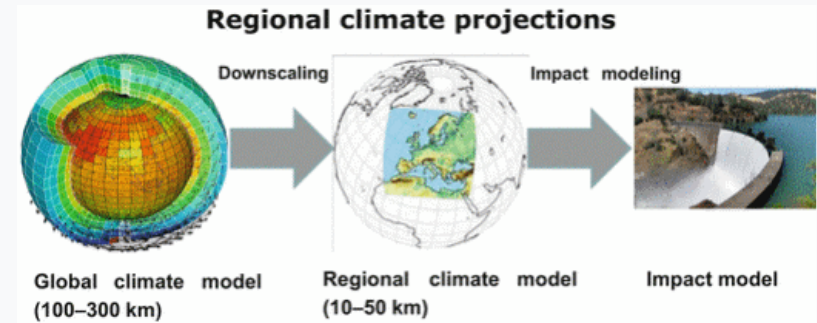 Regional climate projections
Downscaling
Impact modeling
Global climate model
(100–300 km)
Regional climate model
(10–50 km)
Impact model